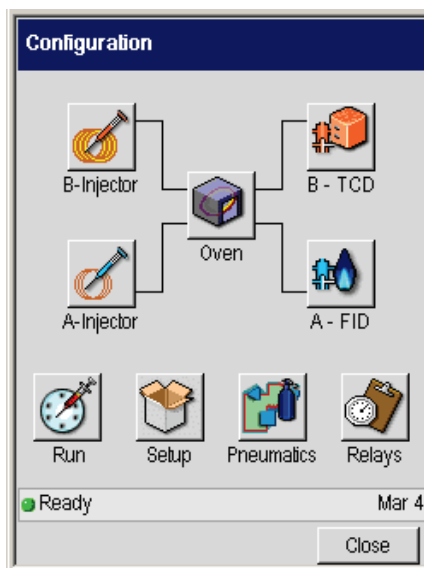 Configuration
B-Injector
B - TCD
Oven
A-Injector
A - FID
Run
Setup
Pneumatics
Relays
Ready
Mar 4
Close